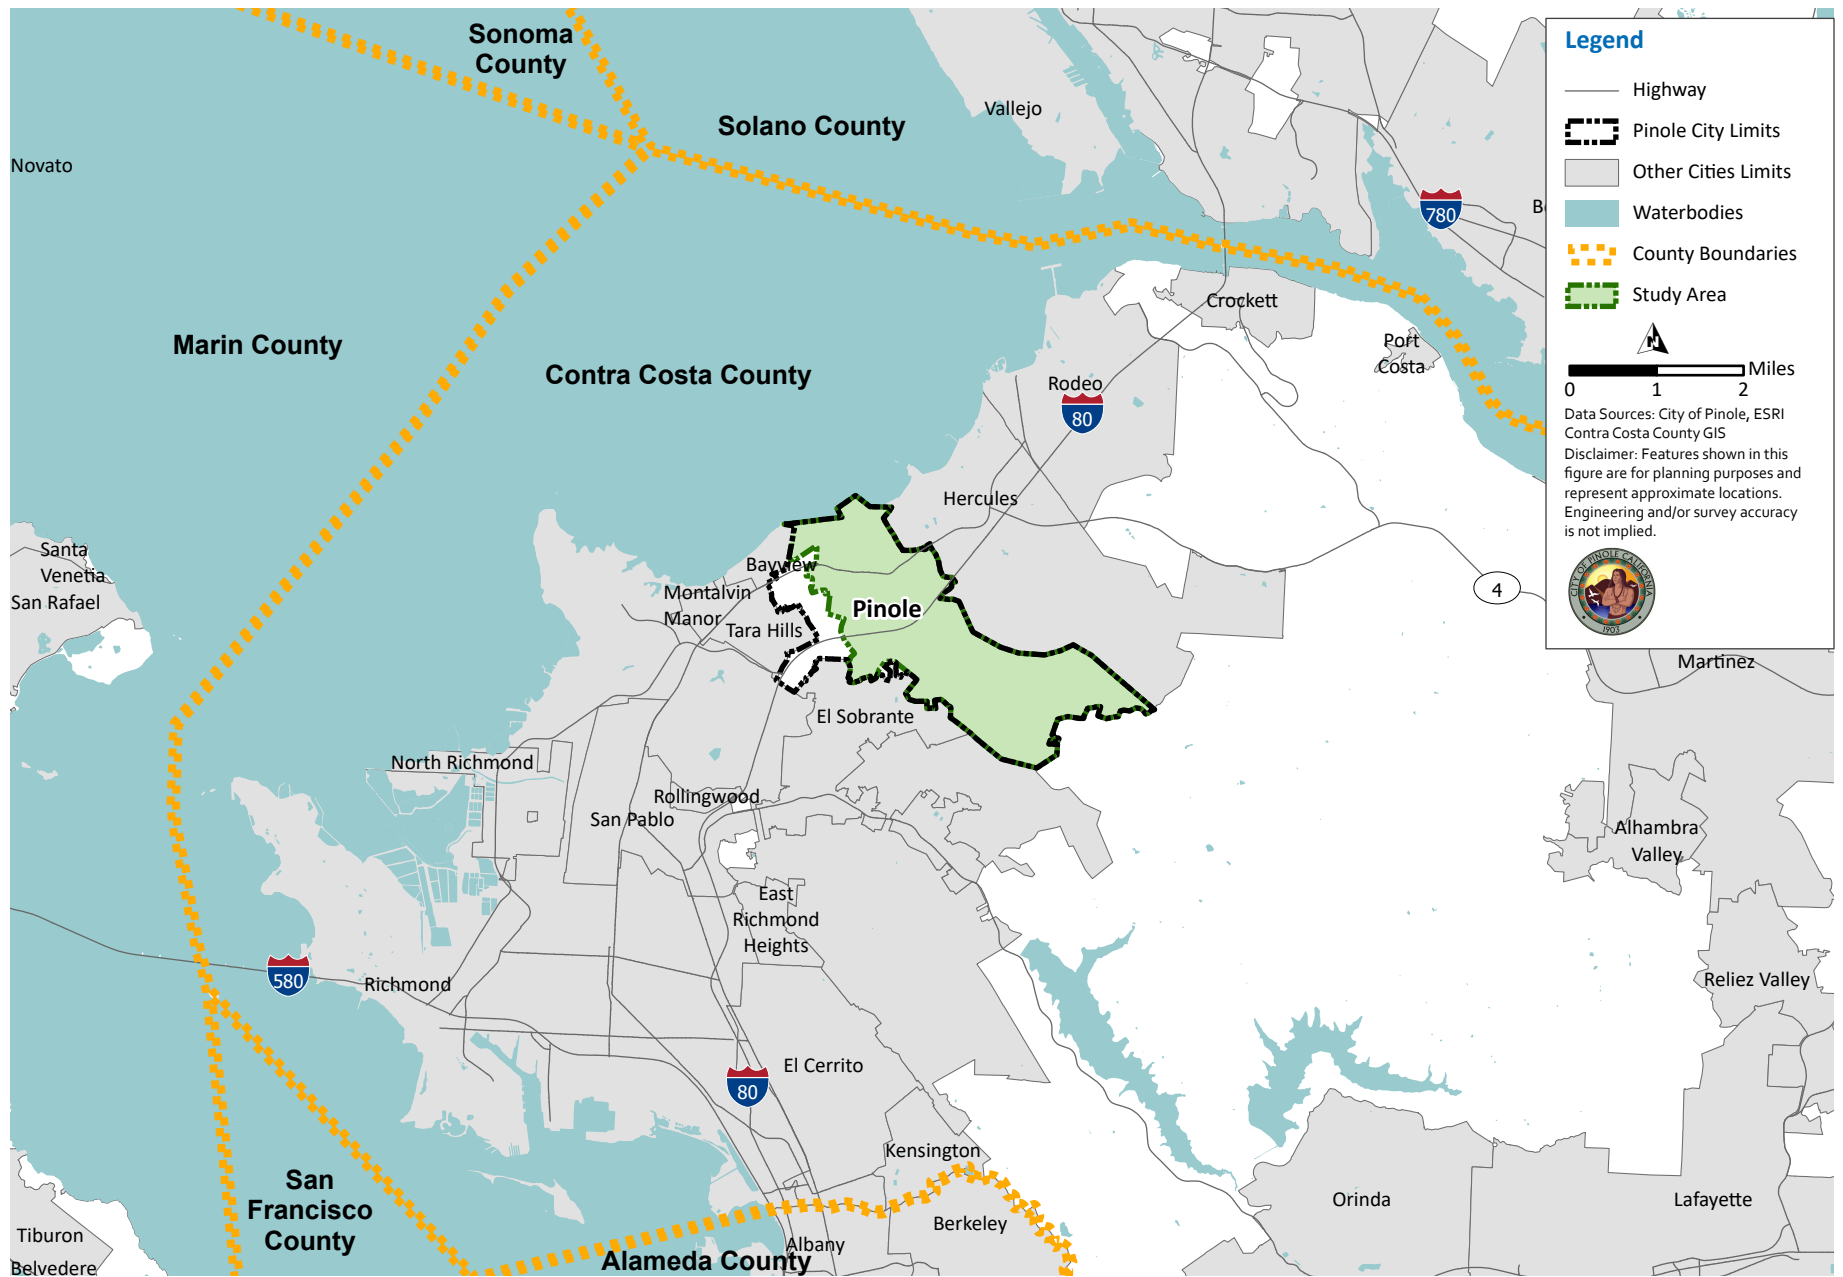 Sonoma
County
Solano County
Vallejo
Novato
Marin County
Contra Costa County
780
Crockett
Port
Costa
Rodeo
80
Hercules
4
Santa
Venetia
San Rafael
Bayview
Montalvin
Manor
Tara Hills
Pinole
El Sobrante
North Richmond
Rollingwood
San Pablo
East
Richmond
Heights
580
Richmond
El Cerrito
80
Kensington
Berkeley
Albany
San
Francisco
County
Alameda County
Tiburon
Belvedere
Martinez
Alhambra
Valley
Reliez Valley
Orinda
Lafayette
Legend
Highway
Pinole City Limits
Other Cities Limits
Waterbodies
County Boundaries
Study Area
N
Miles
0 1 2
Data Sources: City of Pinole, ESRI
Contra Costa County GIS
Disclaimer: Features shown in this
figure are for planning purposes and
represent approximate locations.
Engineering and/or survey accuracy
is not implied.
CITY OF PINOLE CALIFORNIA
1903